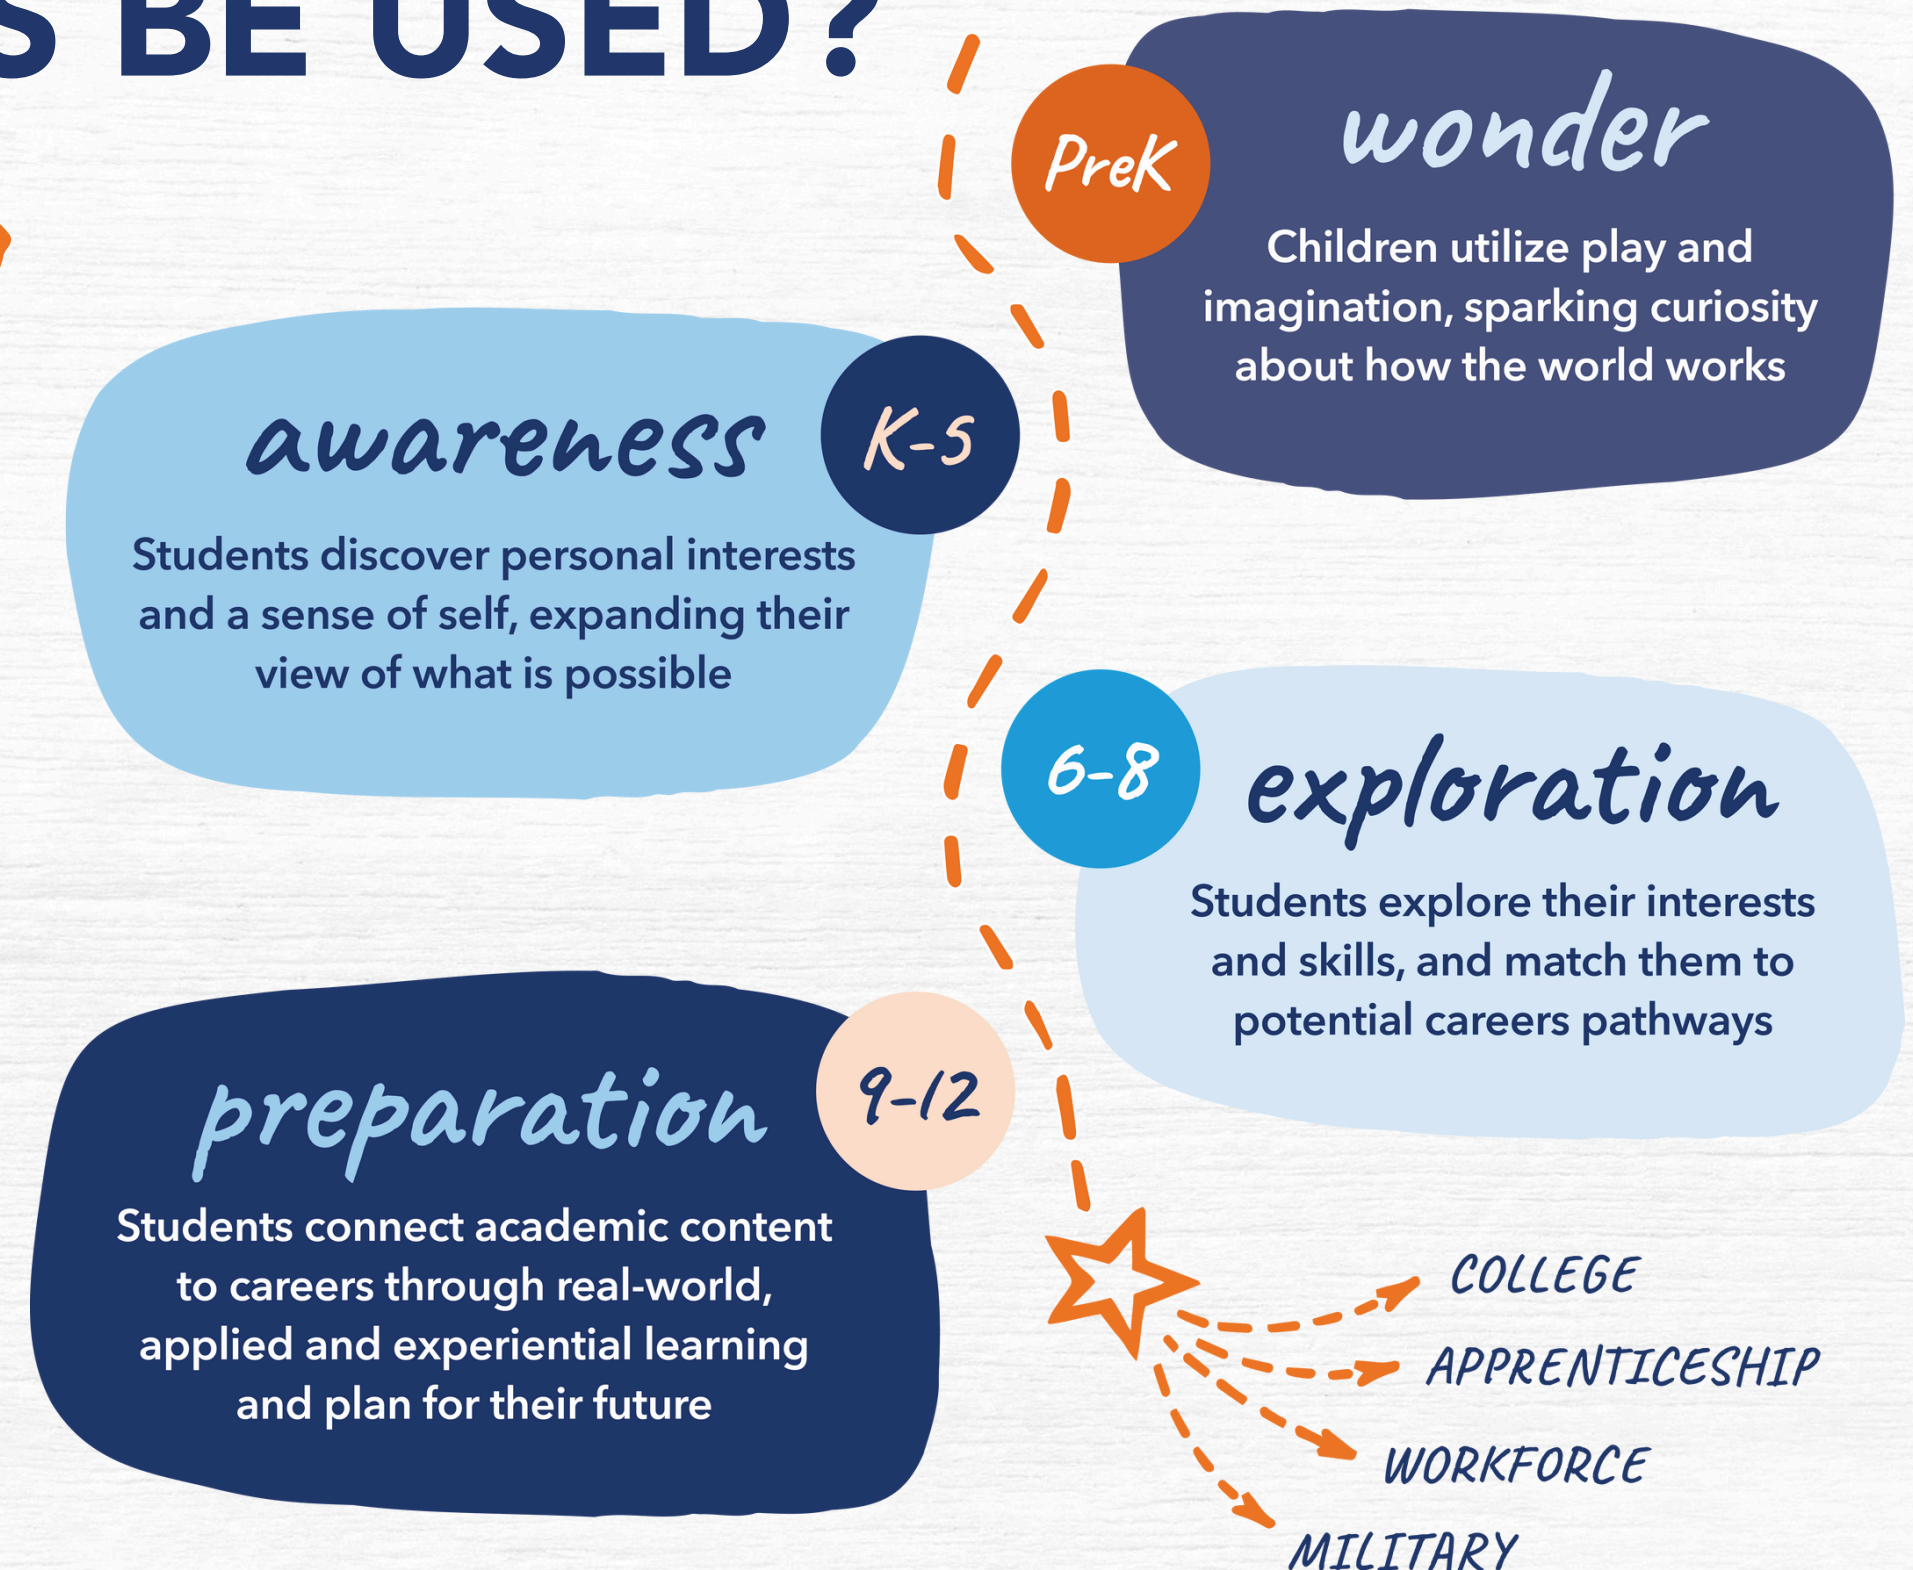 S BE USED?
PreK
wonder
Children utilize play and
imagination, sparking curiosity
about how the world works
awareness
K-5
Students discover personal interests
and a sense of self, expanding their
view of what is possible
6-8
exploration
Students explore their interests
and skills, and match them to
potential careers pathways
preparation
9-12
Students connect academic content
to careers through real-world,
applied and experiential learning
and plan for their future
COLLEGE
APPRENTICESHIP
WORKFORCE
MILITARY